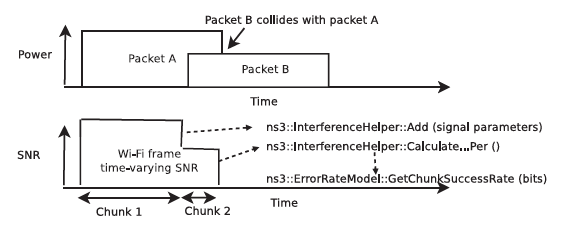 Packet B collides with packet A
Power
Packet A
Packet B
Time
ns3::InterferenceHelper::Add (signal parameters)
SNR
Wi-Fi frame
time-varying SNR
ns3::InterferenceHelper::Calculate...Per ()
ns3::ErrorRateModel::GetChunkSuccessRate (bits)
Chunk 1
Chunk 2
Time